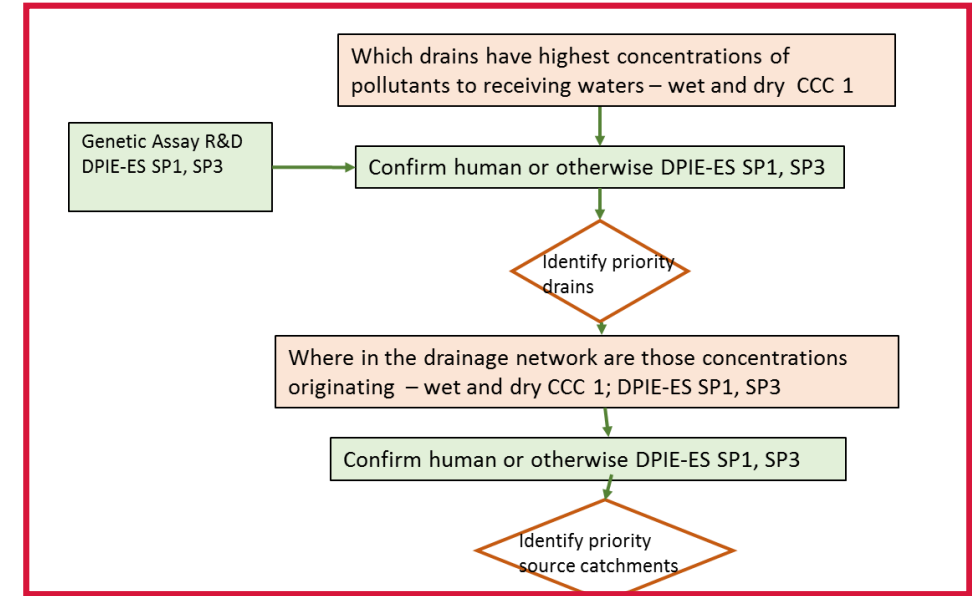 Which drains have highest concentrations of
pollutants to receiving waters – wet and dry  CCC 1
Genetic Assay R&D
DPIE-ES SP1, SP3
Confirm human or otherwise DPIE-ES SP1, SP3
Identify priority
drains
Where in the drainage network are those concentrations
originating  – wet and dry CCC 1; DPIE-ES SP1, SP3
Confirm human or otherwise DPIE-ES SP1, SP3
Identify priority
source catchments